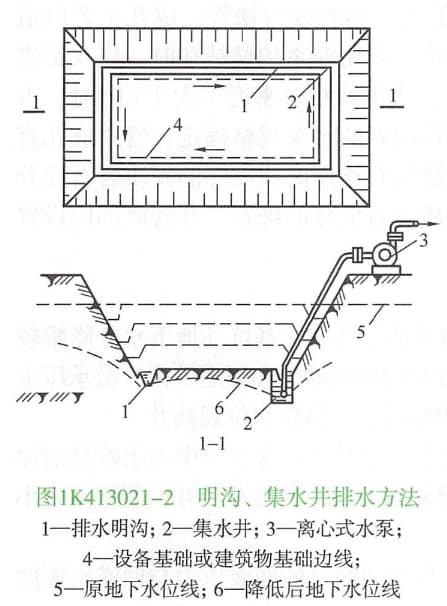 1
1
2
1
4
3
5
1
6
2
1-1
图1K413021-2 明沟、集水井排水方法
1—排水明沟；2—集水井；3—离心式水泵；
4—设备基础或建筑物基础边线；
5—原地下水位线；6—降低后地下水位线